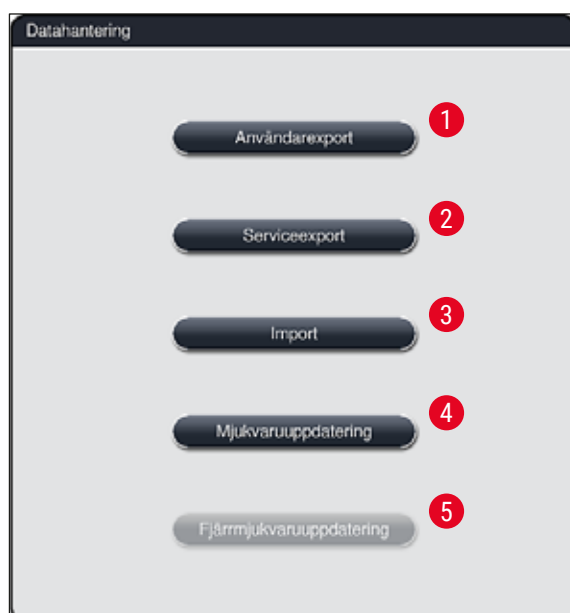 Datahantering
Användarexport
1
Serviceexport
2
Import
3
Mjukvaruuppdatering
4
Fjärrmjukvaruuppdatering
5